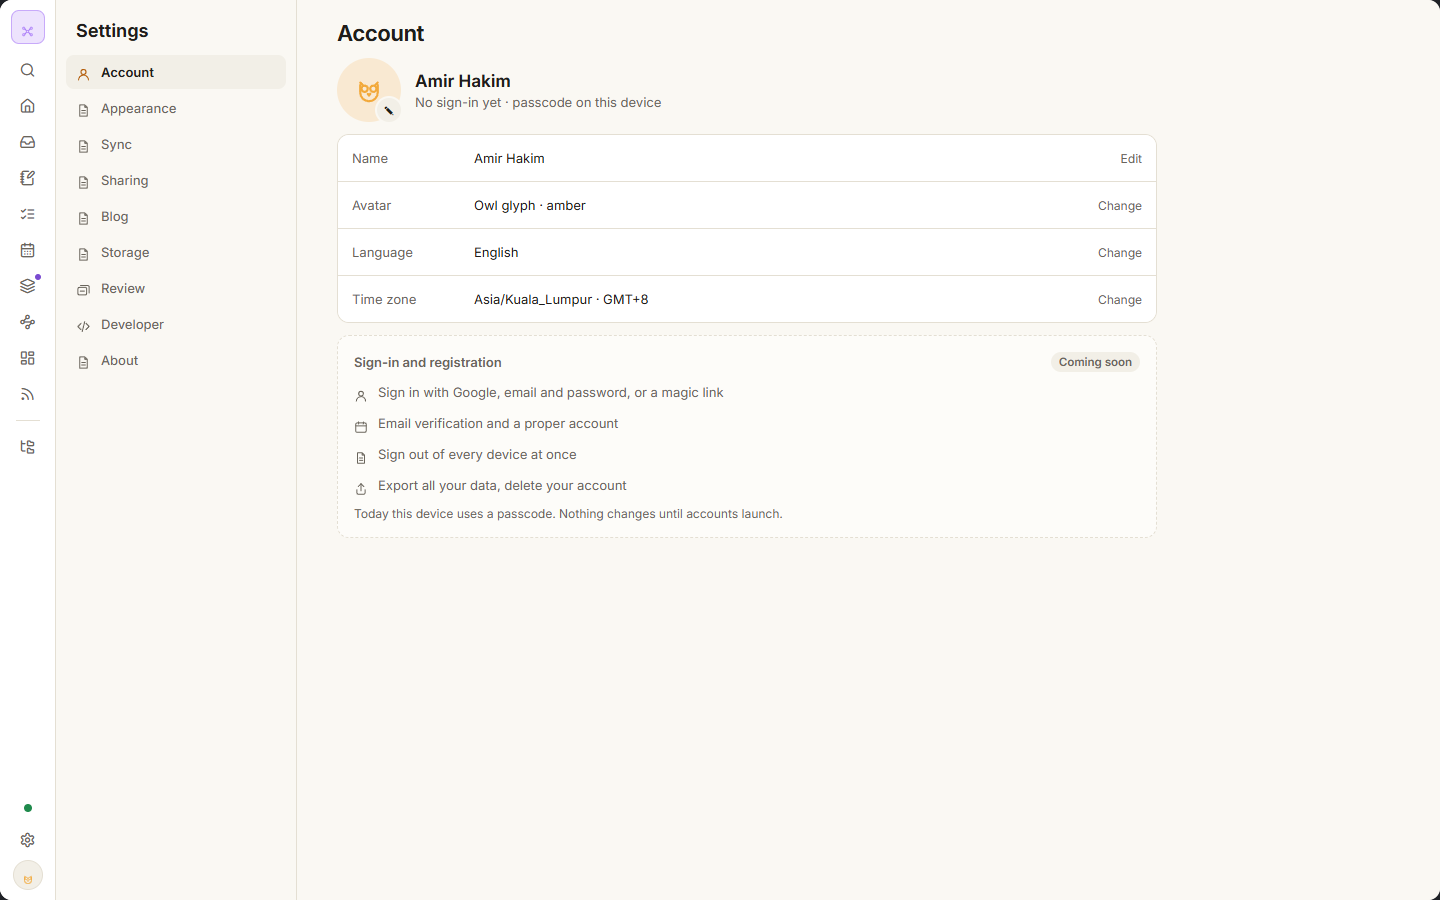 Settings
Account
Appearance
Sync
Sharing
Blog
Storage
Review
Developer
About
Account
Amir Hakim
No sign-in yet · passcode on this device
Name Amir Hakim Edit
Avatar Owl glyph · amber Change
Language English Change
Time zone Asia/Kuala_Lumpur · GMT+8 Change
Sign-in and registration Coming soon
Sign in with Google, email and password, or a magic link
Email verification and a proper account
Sign out of every device at once
Export all your data, delete your account
Today this device uses a passcode. Nothing changes until accounts launch.